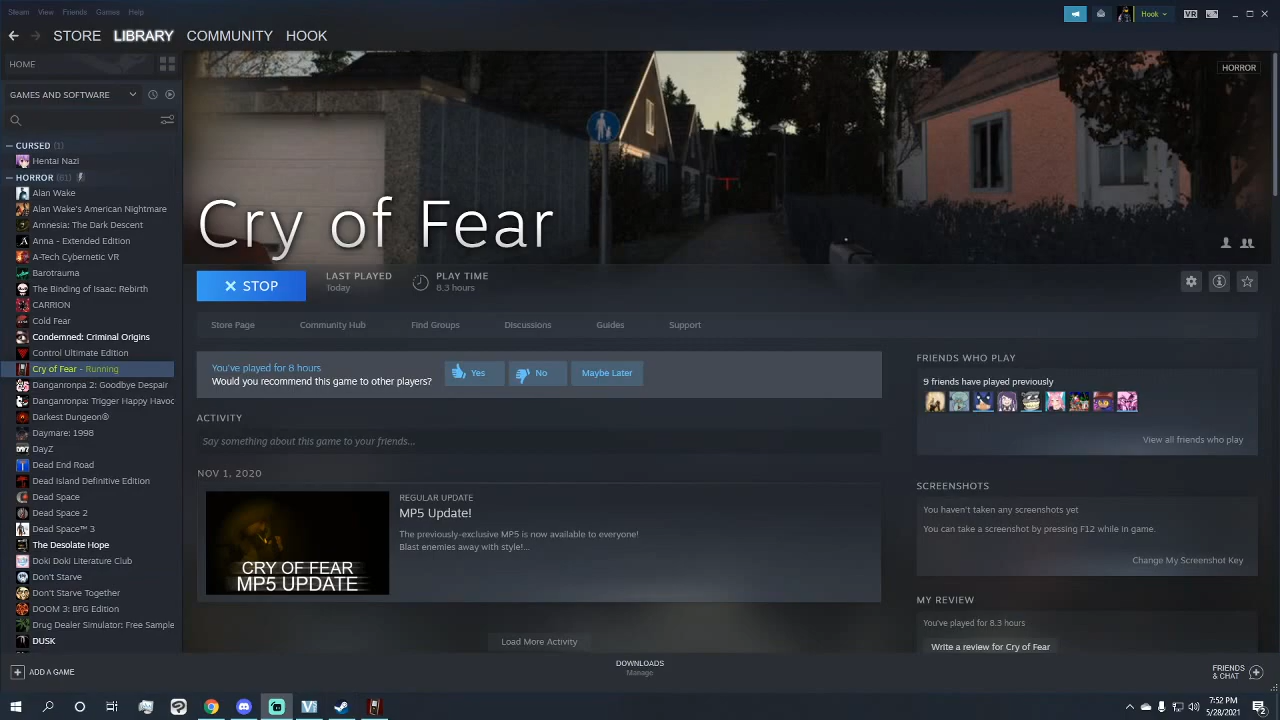 Steam View Friends Games Help
Hook
VR
STORE LIBRARY COMMUNITY HOOK
HOME
HORROR
GAMES AND SOFTWARE
CURSED (1)
Hentai Nazi
HORROR (61)
Alan Wake
Alan Wake's American Nightmare
Amnesia: The Dark Descent
Anna - Extended Edition
A-Tech Cybernetic VR
Barotrauma
The Binding of Isaac: Rebirth
CARRION
Cold Fear
Condemned: Criminal Origins
Control Ultimate Edition
Cry of Fear - Running
Danganronpa 2: Goodbye Despair
Danganronpa: Trigger Happy Havoc
Darkest Dungeon®
Daymare: 1998
DayZ
Dead End Road
Dead Island Definitive Edition
Dead Space
Dead Space 2
Dead Space™ 3
The Desolate Hope
Doki Doki Literature Club
Don't Starve
Don't Starve Together
DOOM 3: BFG Edition
Drug Dealer Simulator: Free Sample
DUSK
ADD A GAME
Cry of Fear
STOP
LAST PLAYED
Today
PLAY TIME
8.3 hours
Store Page Community Hub Find Groups Discussions Guides Support
You've played for 8 hours
Would you recommend this game to other players?
Yes No Maybe Later
ACTIVITY
Say something about this game to your friends...
NOV 1, 2020
CRY OF FEAR
MP5 UPDATE
REGULAR UPDATE
MP5 Update!
The previously-exclusive MP5 is now available to everyone!
Blast enemies away with style!...
Load More Activity
FRIENDS WHO PLAY
9 friends have played previously
View all friends who play
SCREENSHOTS
You haven't taken any screenshots yet
You can take a screenshot by pressing F12 while in game.
Change My Screenshot Key
MY REVIEW
You've played for 8.3 hours
Write a review for Cry of Fear
DOWNLOADS
Manage
FRIENDS
& CHAT
7:52 PM
5/28/2021
2